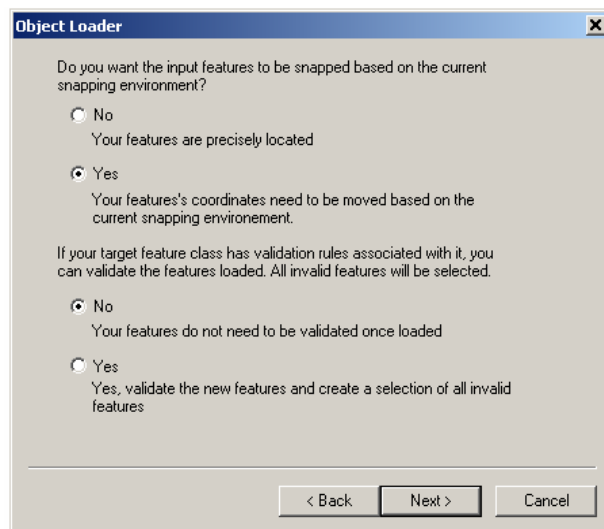 Object Loader
Do you want the input features to be snapped based on the current
snapping environment?
No
Your features are precisely located
Yes
Your features's coordinates need to be moved based on the
current snapping environement.
If your target feature class has validation rules associated with it, you
can validate the features loaded. All invalid features will be selected.
No
Your features do not need to be validated once loaded
Yes
Yes, validate the new features and create a selection of all invalid
features
< Back
Next >
Cancel